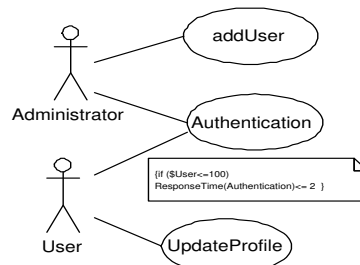 addUser
Administrator
Authentication
{if ($User<=100)
ResponseTime(Authentication)<= 2 }
User
UpdateProfile